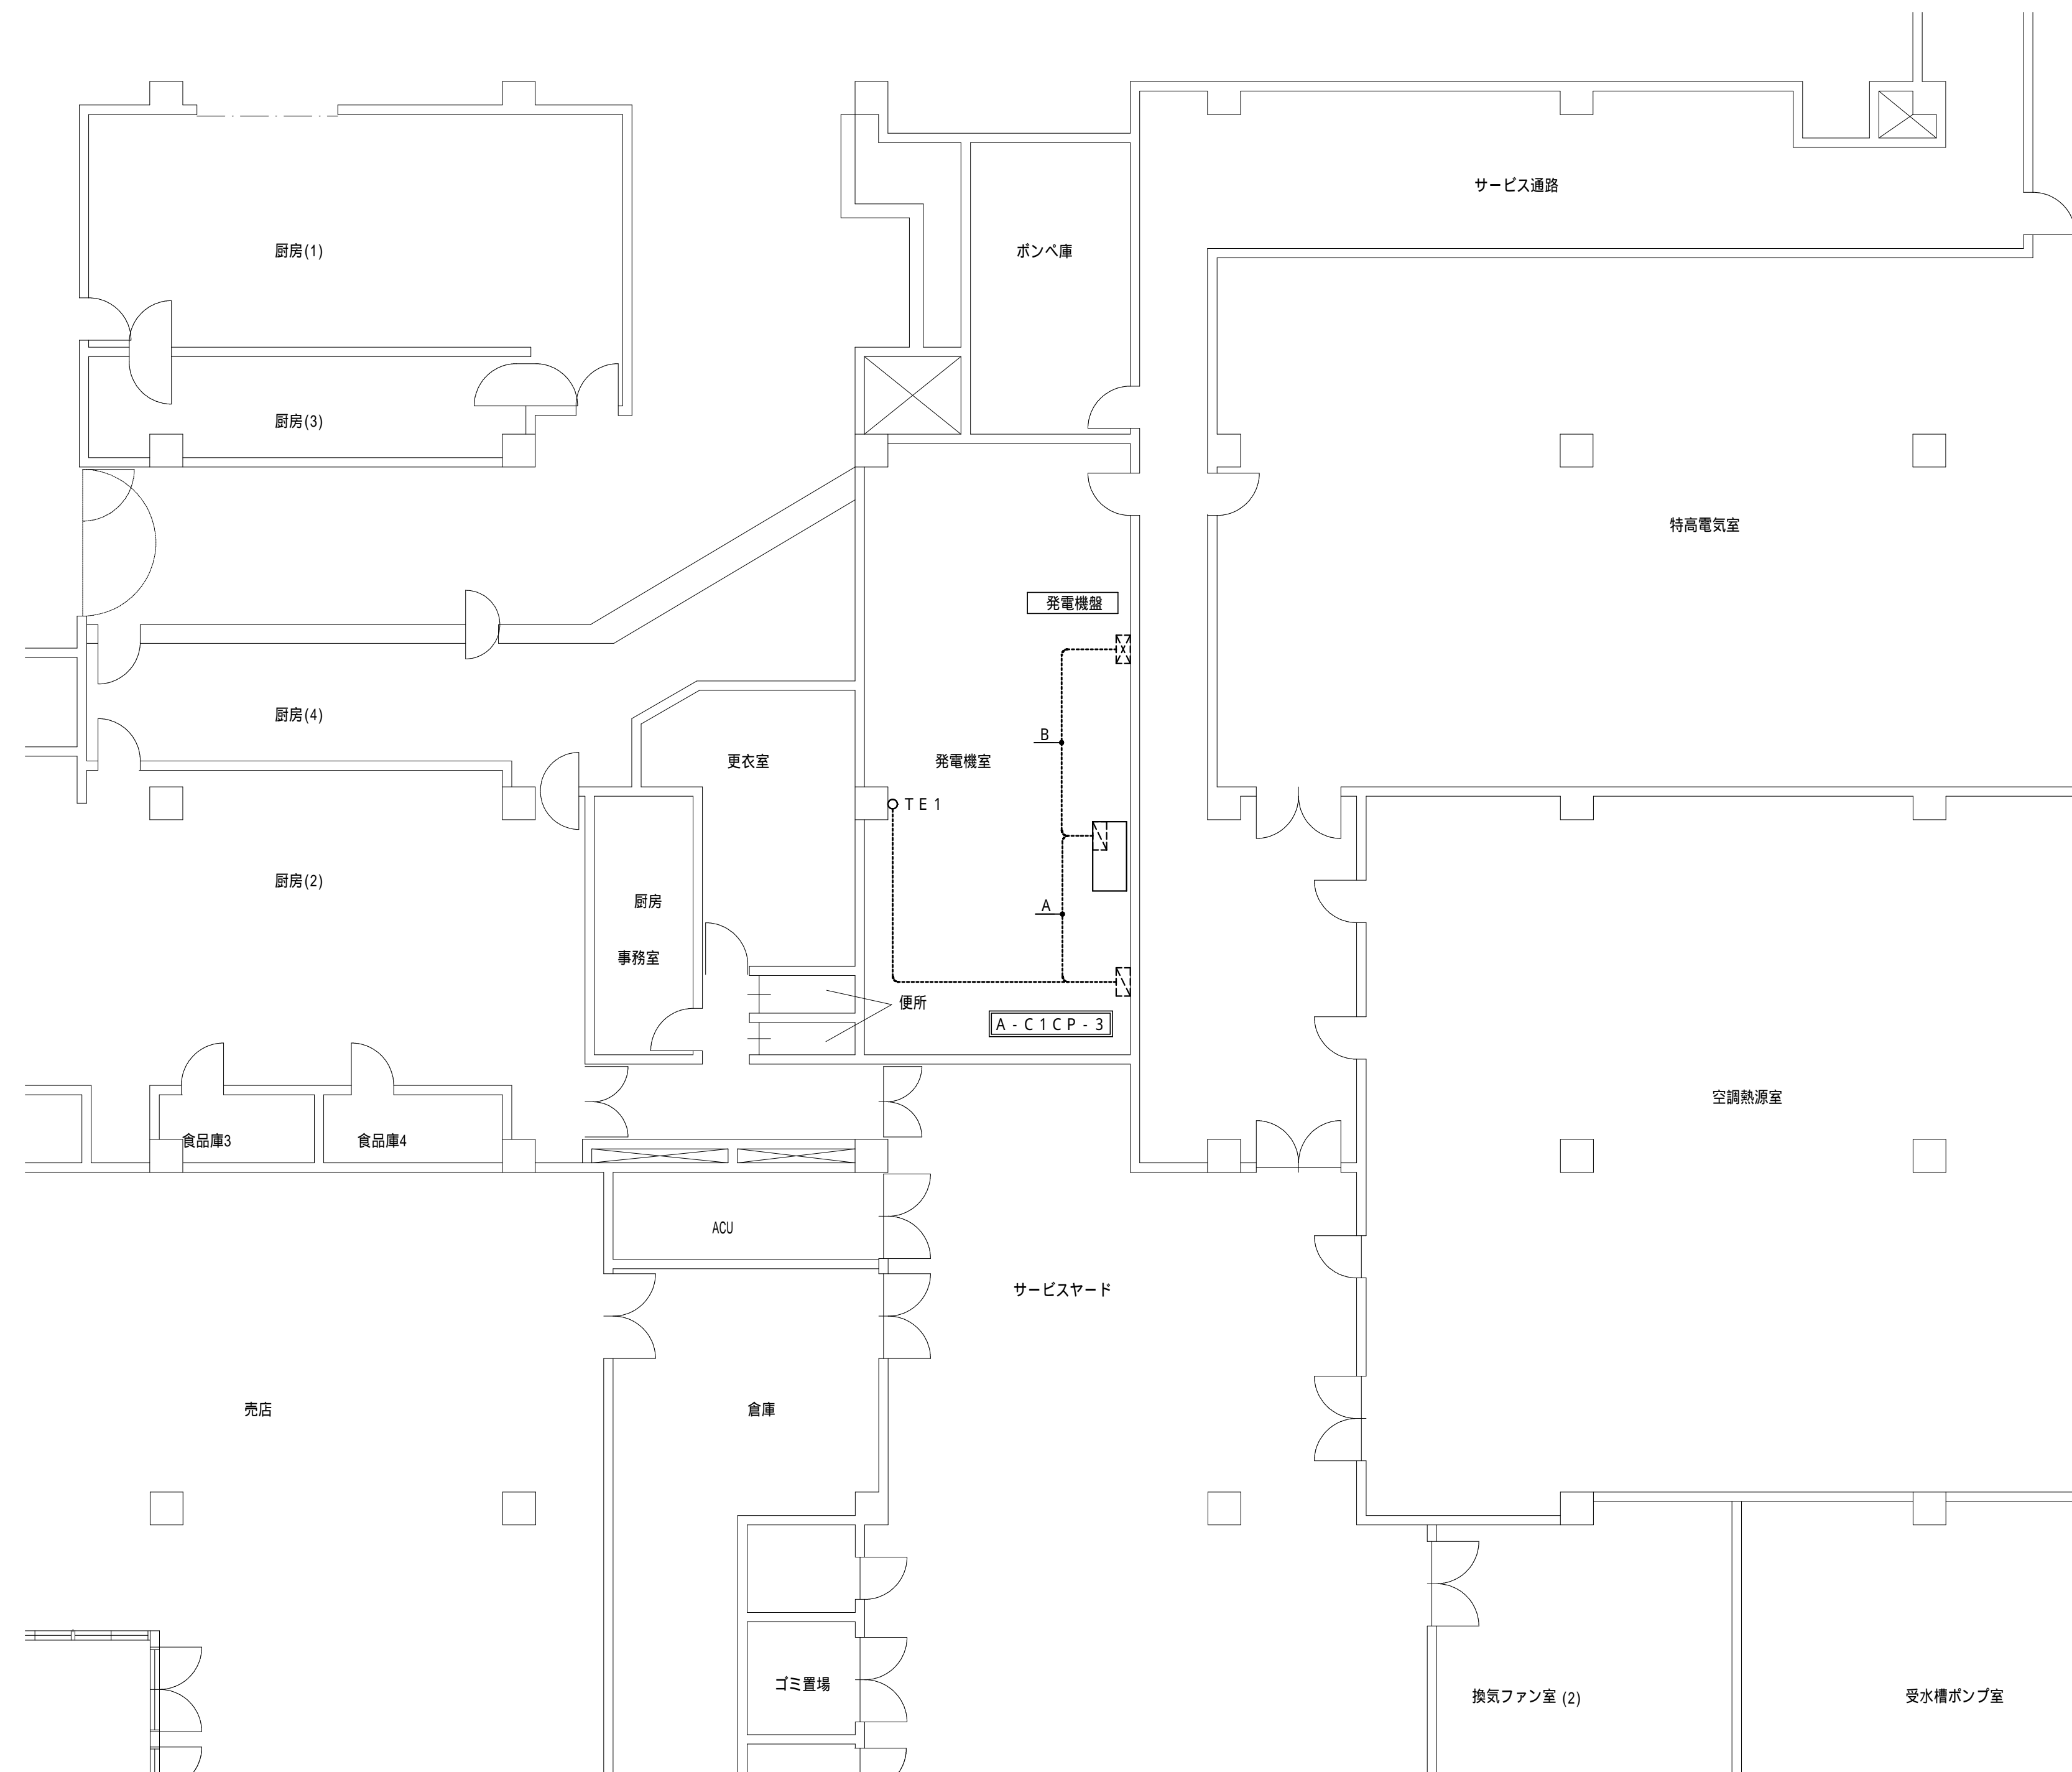 サービス通路
厨房(1)
ボンベ庫
厨房(3)
特高電気室
発電機盤
厨房(4)
B
更衣室
発電機室
TE1
厨房(2)
厨房
A
事務室
便所
A-C1CP-3
空調熱源室
食品庫3
食品庫4
ACU
サービスヤード
売店
倉庫
ゴミ置場
換気ファン室(2)
受水槽ポンプ室